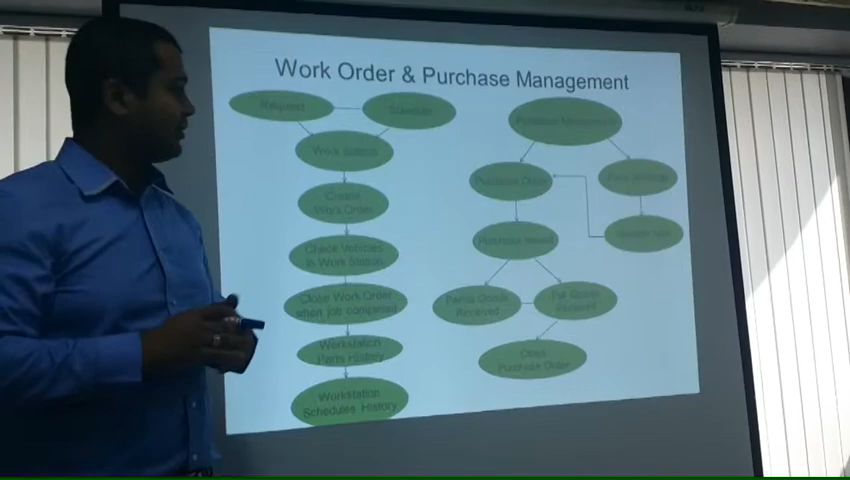 Work Order & Purchase Management
Request
Schedule
Work Station
Create
Work Order
Check Vehicles
in Work Station
Close Work Order
when job completed
Workstation
Parts History
Workstation
Schedules History
Purchase Order
Purchase
Partial Goods
Received
Full Goods
Received
Close
Purchase Order